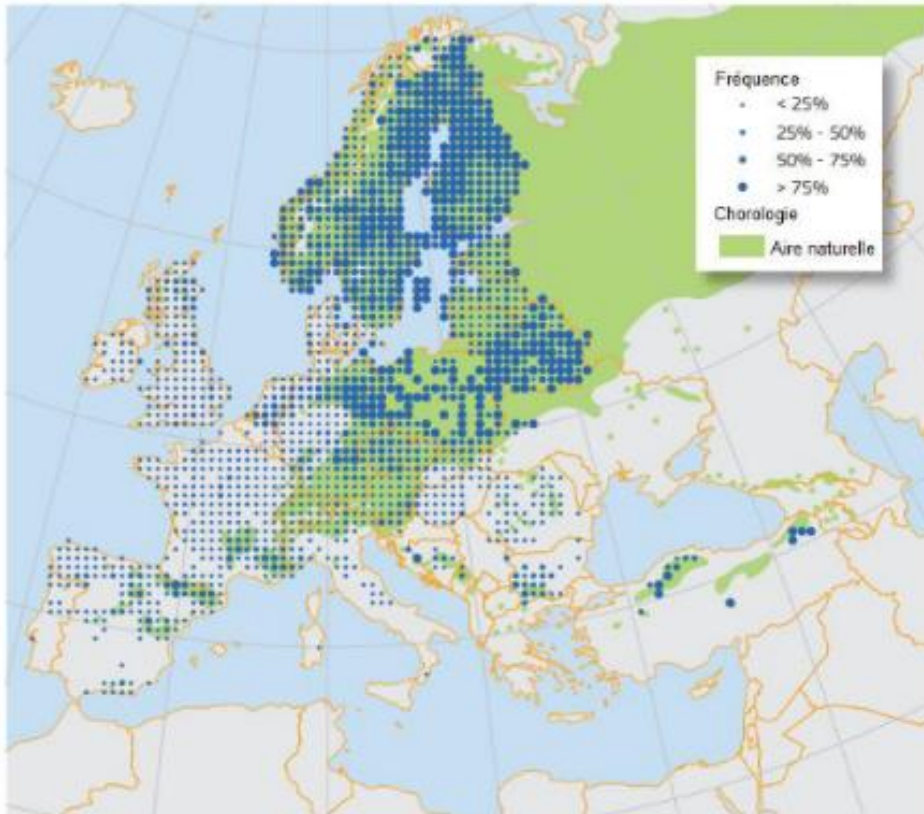 Fréquence
< 25%
25% - 50%
50% - 75%
> 75%
Chorologie
Aire naturelle